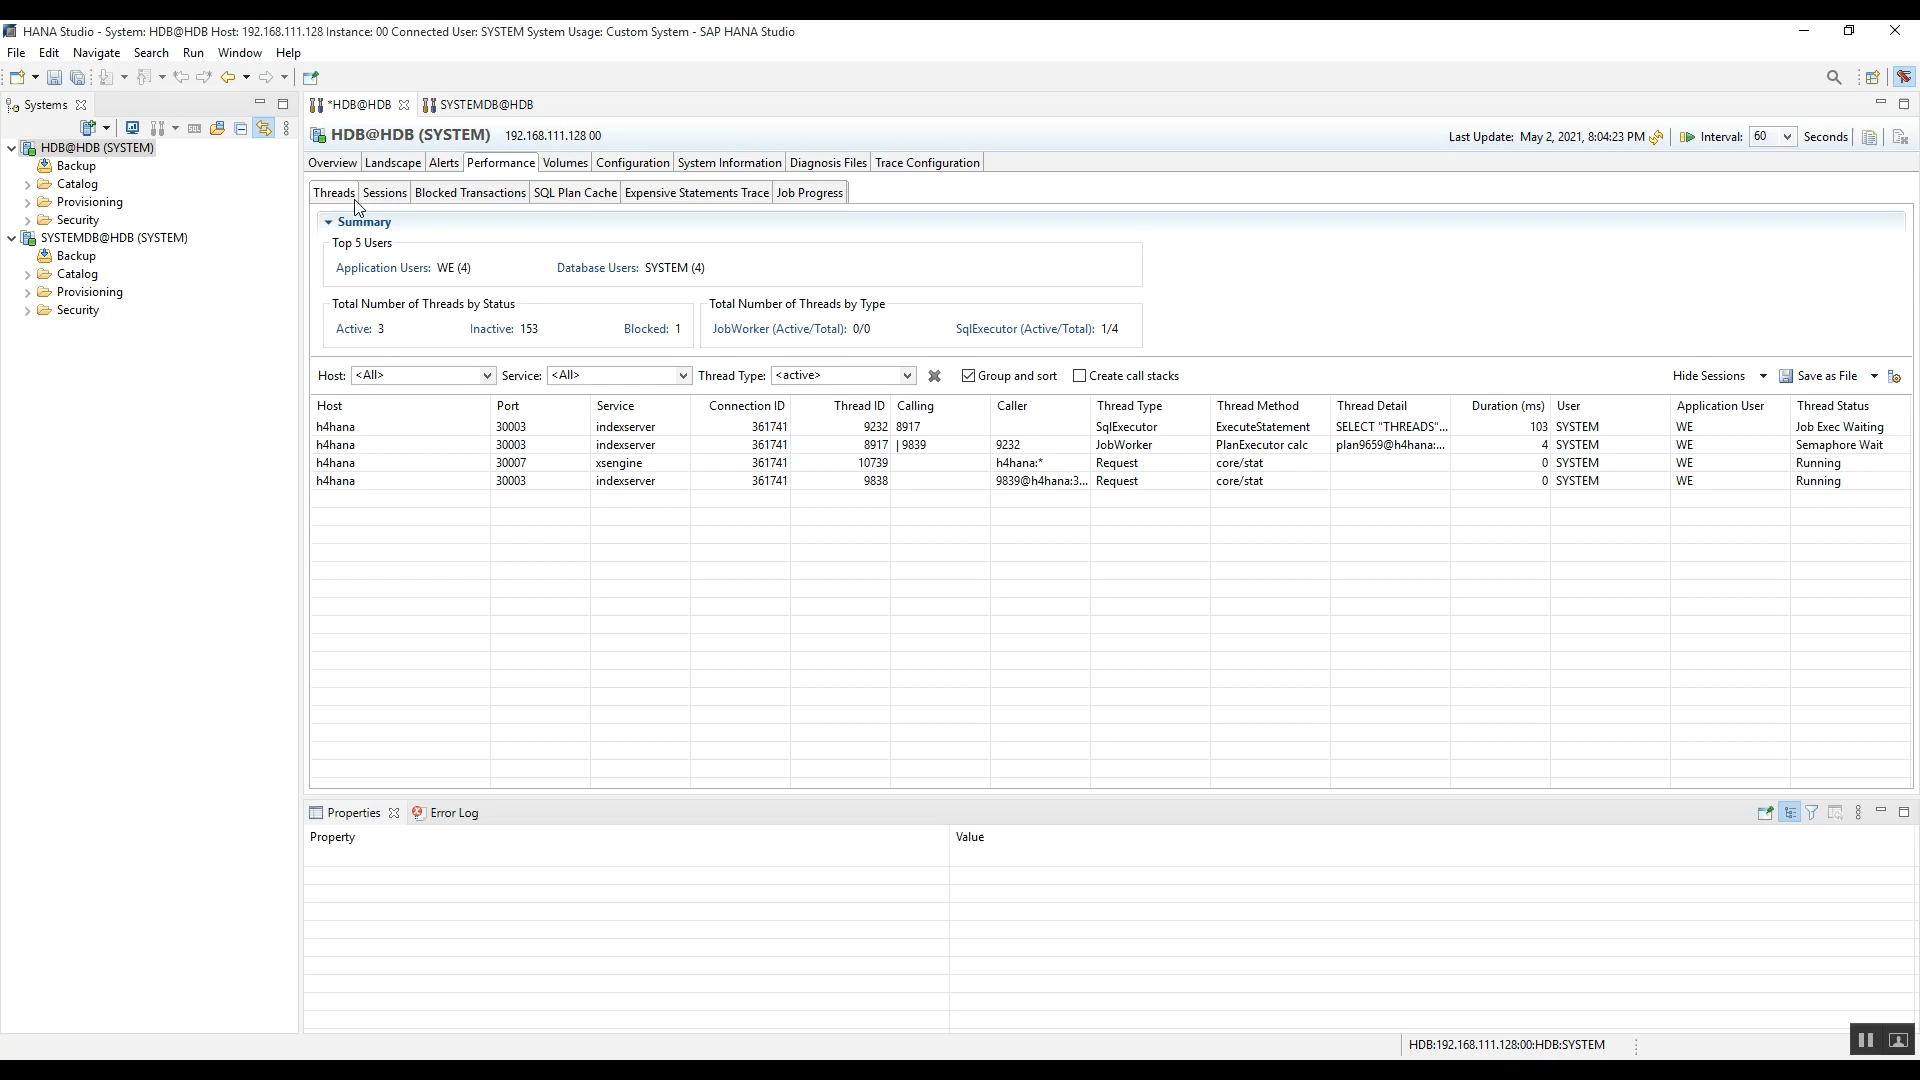 HANA Studio - System: HDB@HDB Host: 192.168.111.128 Instance: 00 Connected User: SYSTEM System Usage: Custom System - SAP HANA Studio
File Edit Navigate Search Run Window Help
Systems
*HDB@HDB SYSTEMDB@HDB
HDB@HDB (SYSTEM) 192.168.111.128 00
Last Update: May 2, 2021, 8:04:23 PM Interval: 60 Seconds
HDB@HDB (SYSTEM)
Backup
Catalog
Provisioning
Security
SYSTEMDB@HDB (SYSTEM)
Backup
Catalog
Provisioning
Security
Overview Landscape Alerts Performance Volumes Configuration System Information Diagnosis Files Trace Configuration
Threads Sessions Blocked Transactions SQL Plan Cache Expensive Statements Trace Job Progress
Summary
Top 5 Users
Application Users: WE (4) Database Users: SYSTEM (4)
Total Number of Threads by Status Total Number of Threads by Type
Active: 3 Inactive: 153 Blocked: 1 JobWorker (Active/Total): 0/0 SqlExecutor (Active/Total): 1/4
Host: <All> Service: <All> Thread Type: <active> Group and sort Create call stacks Hide Sessions Save as File
Host Port Service Connection ID Thread ID Calling Caller Thread Type Thread Method Thread Detail Duration (ms) User Application User Thread Status
h4hana 30003 indexserver 361741 9232 8917 SqlExecutor ExecuteStatement SELECT "THREADS"... 103 SYSTEM WE Job Exec Waiting
h4hana 30003 indexserver 361741 8917 | 9839 9232 JobWorker PlanExecutor calc plan9659@h4hana:... 4 SYSTEM WE Semaphore Wait
h4hana 30007 xsengine 361741 10739 h4hana:* Request core/stat 0 SYSTEM WE Running
h4hana 30003 indexserver 361741 9838 9839@h4hana:3... Request core/stat 0 SYSTEM WE Running
Properties Error Log
Property Value
HDB:192.168.111.128:00:HDB:SYSTEM